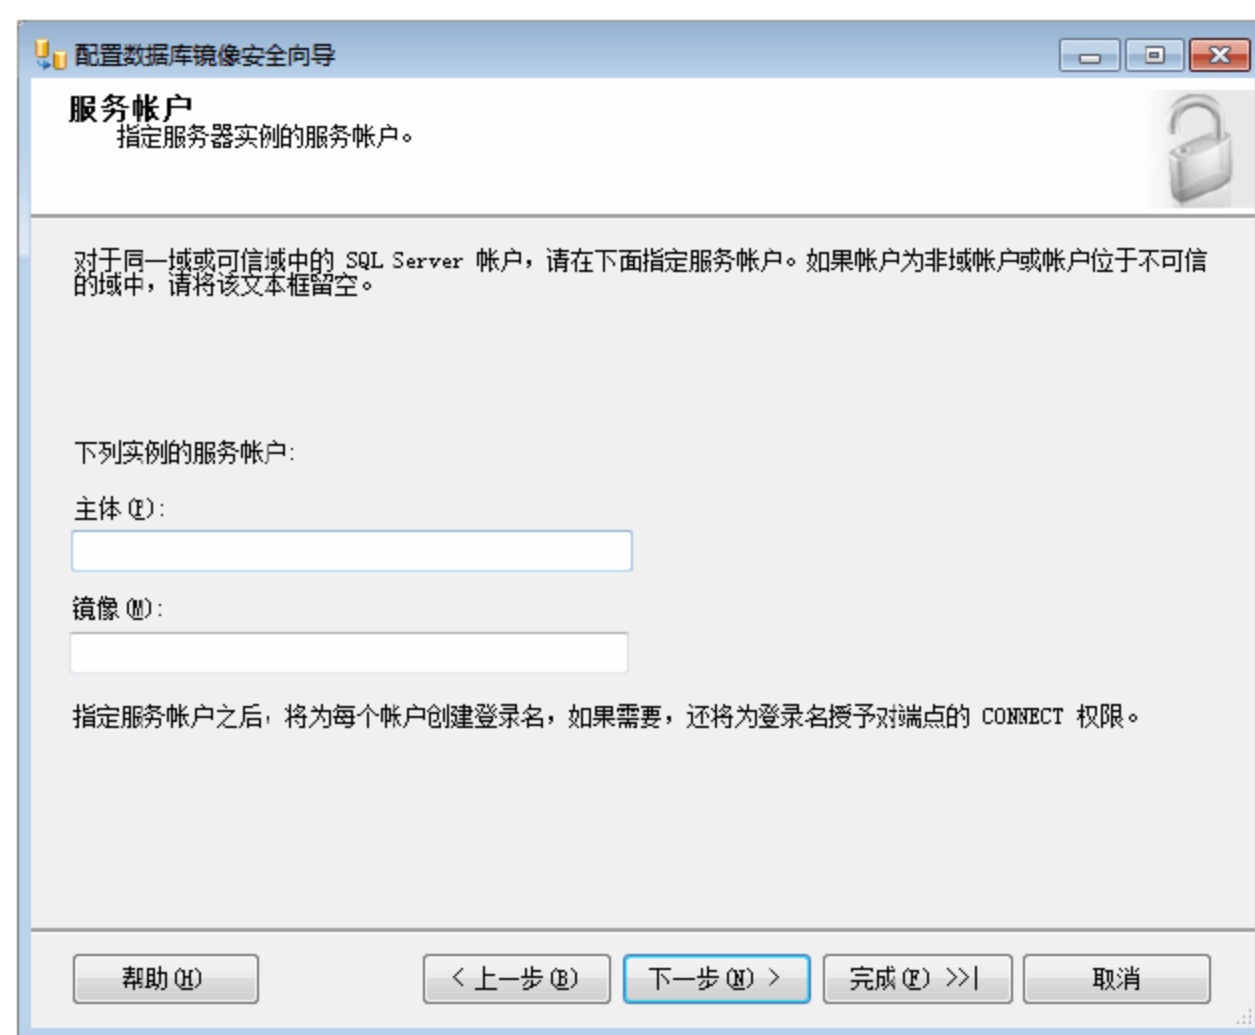 配置数据库镜像安全向导
服务帐户
指定服务器实例的服务帐户。
对于同一域或可信域中的 SQL Server 帐户，请在下面指定服务帐户。如果帐户为非域帐户或帐户位于不可信
的域中，请将该文本框留空。
下列实例的服务帐户:
主体(P):
镜像(M):
指定服务帐户之后，将为每个帐户创建登录名，如果需要，还将为登录名授予对端点的 CONNECT 权限。
帮助(H) < 上一步(B) 下一步(N) > 完成(F) >>| 取消